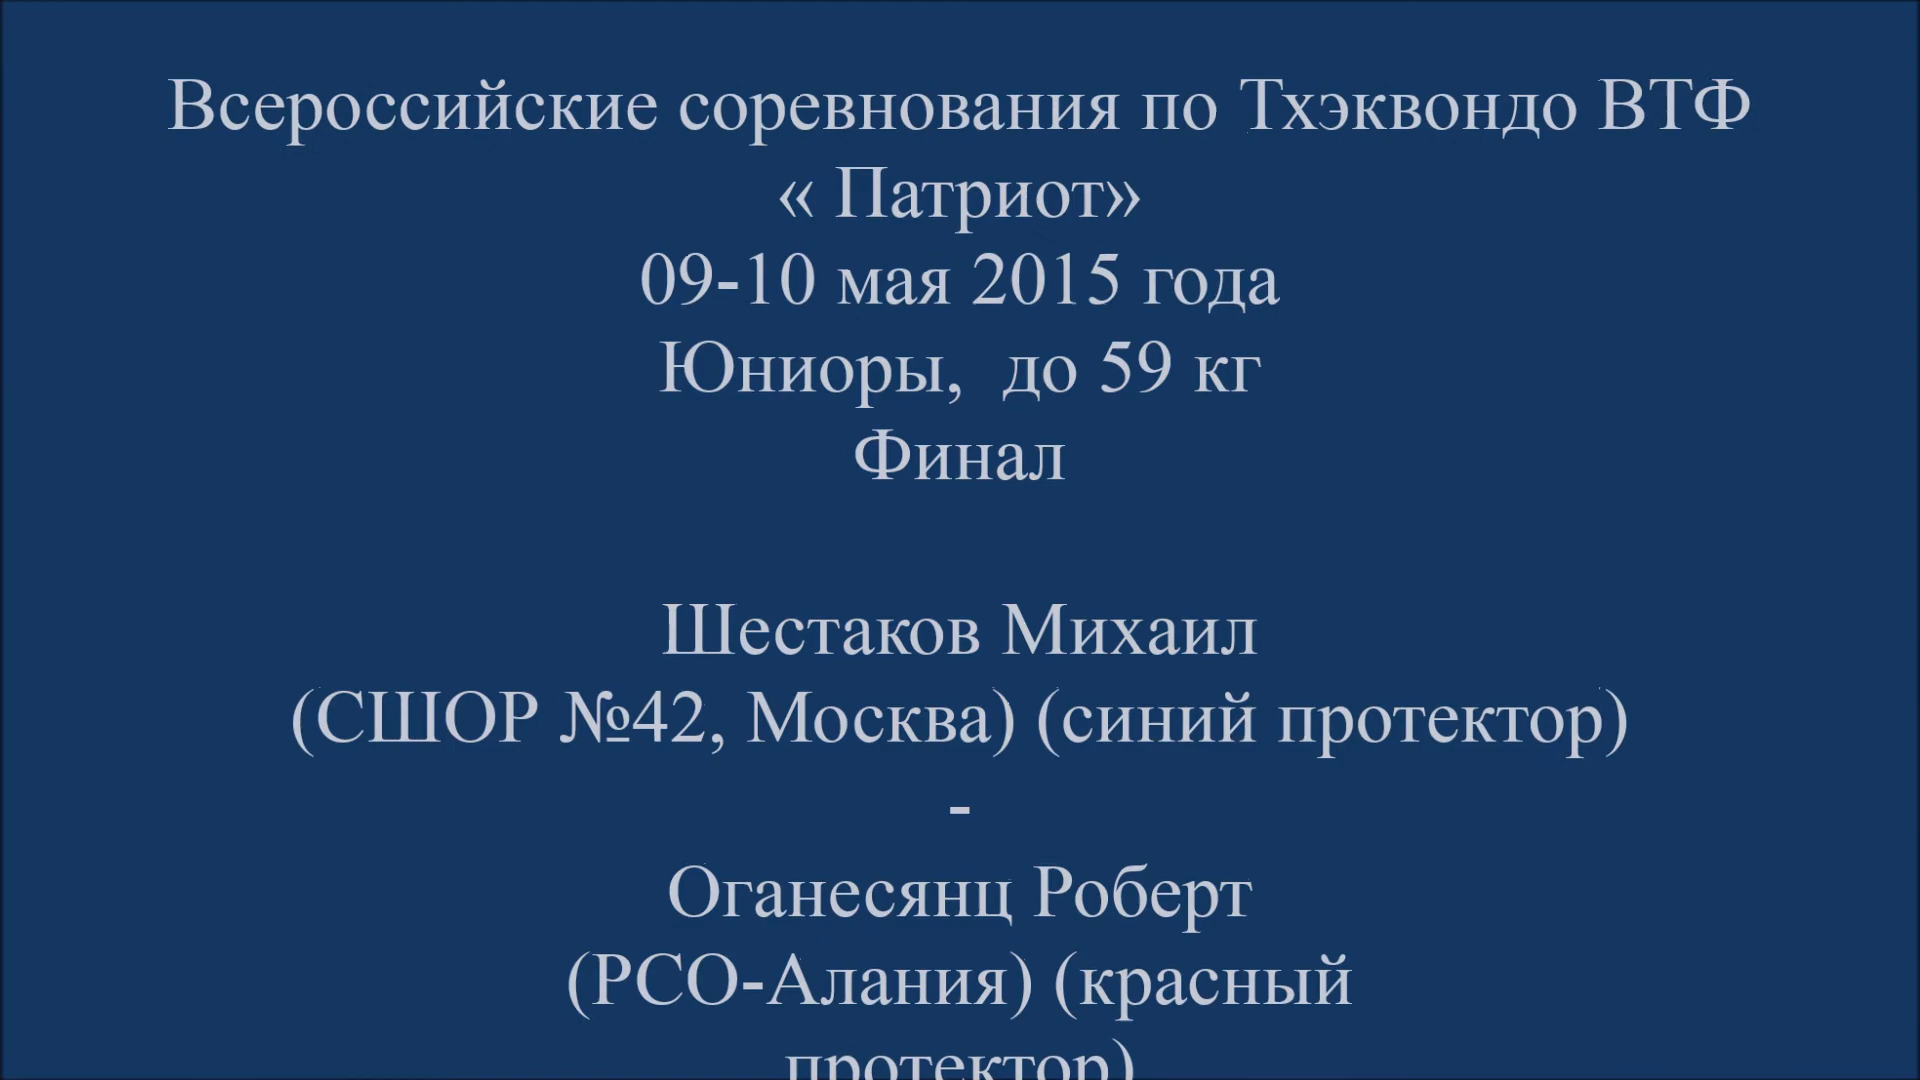 Всероссийские соревнования по Тхэквондо ВТФ
« Патриот»
09-10 мая 2015 года
Юниоры, до 59 кг
Финал
Шестаков Михаил
(СШОР №42, Москва) (синий протектор)
-
Оганесянц Роберт
(РСО-Алания) (красный
протектор)